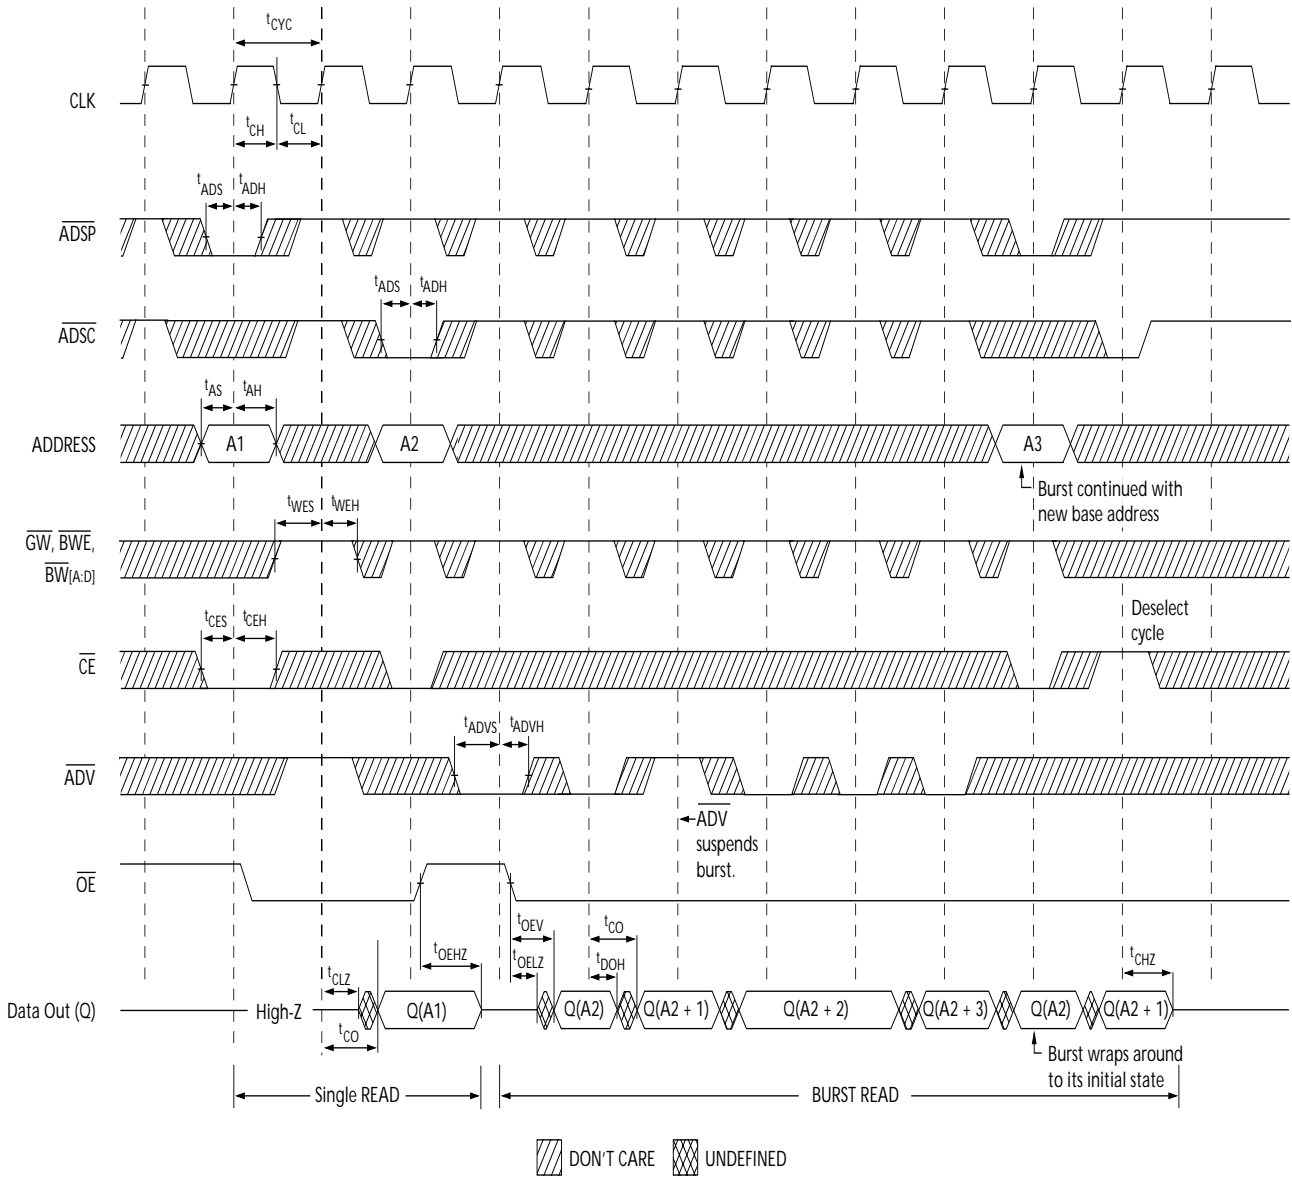 tCYC
CLK
tCH
tCL
tADS
tADH
ADSP
tADS
tADH
ADSC
tAS
tAH
ADDRESS
A1
A2
A3
Burst continued with
new base address
tWES
tWEH
GW, BWE,
BW[A:D]
Deselect
cycle
tCES
tCEH
CE
tADVS
tADVH
ADV
ADV
suspends
burst.
OE
tOEHZ
tOEV
tOELZ
tCO
tDOH
tCHZ
tCLZ
Data Out (Q)
High-Z
Q(A1)
Q(A2)
Q(A2 + 1)
Q(A2 + 2)
Q(A2 + 3)
Q(A2)
Q(A2 + 1)
tCO
Burst wraps around
to its initial state
Single READ
BURST READ
DON'T CARE
UNDEFINED